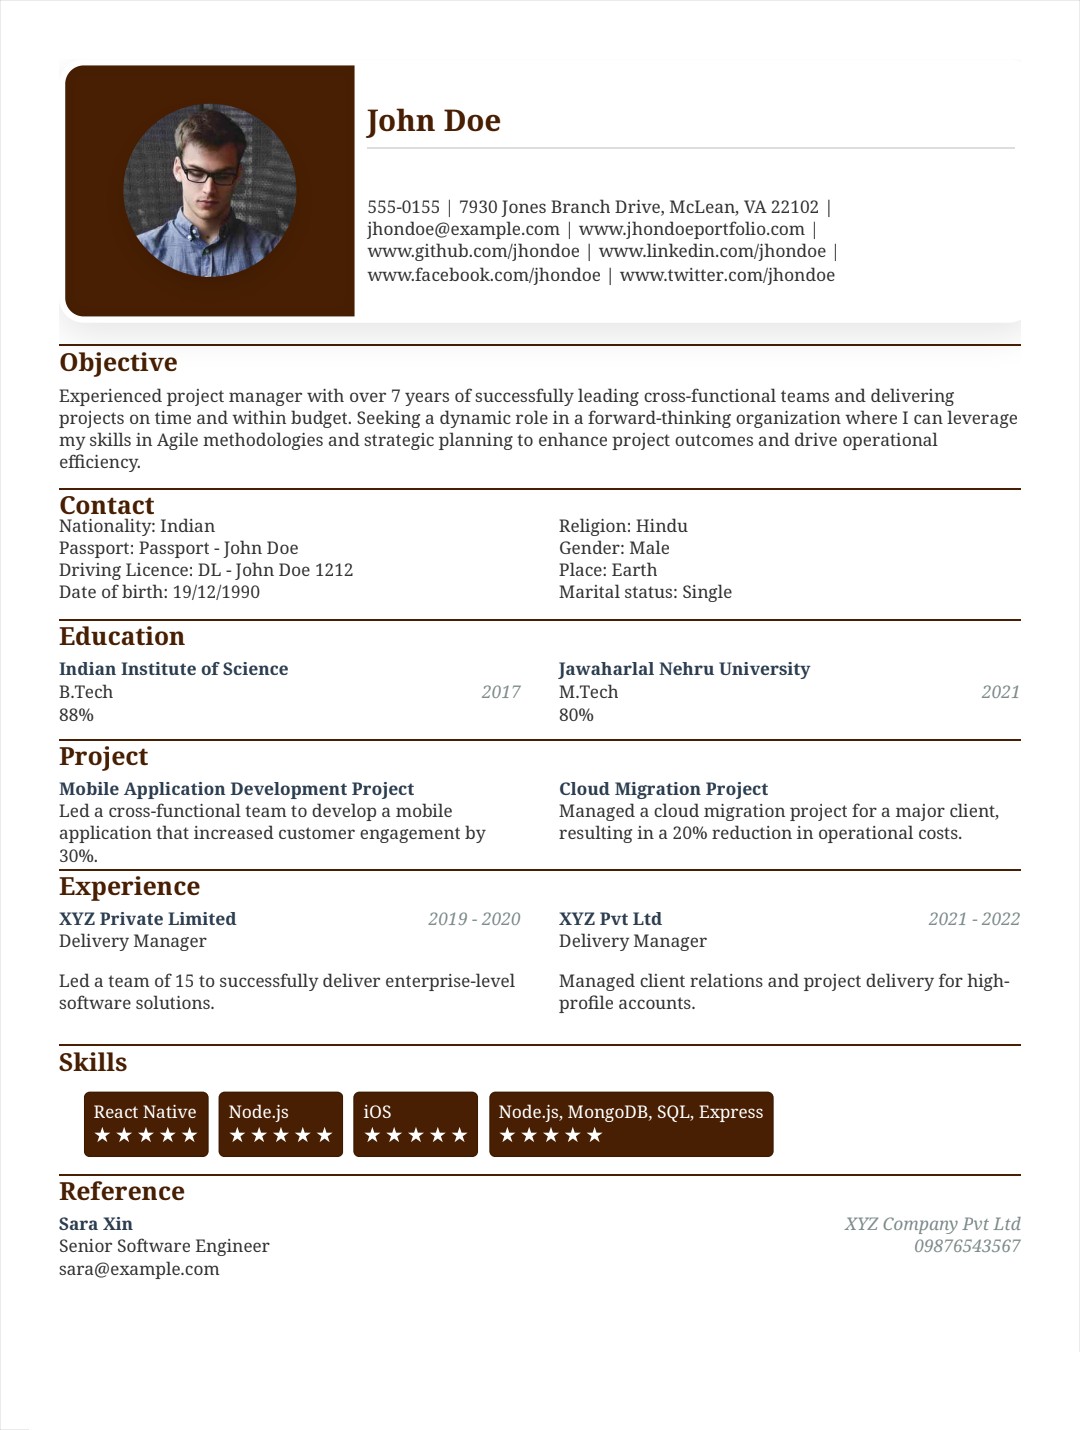 John Doe
555-0155 | 7930 Jones Branch Drive, McLean, VA 22102 |
jhondoe@example.com | www.jhondoeportfolio.com |
www.github.com/jhondoe | www.linkedin.com/jhondoe |
www.facebook.com/jhondoe | www.twitter.com/jhondoe
Objective
Experienced project manager with over 7 years of successfully leading cross-functional teams and delivering
projects on time and within budget. Seeking a dynamic role in a forward-thinking organization where I can leverage
my skills in Agile methodologies and strategic planning to enhance project outcomes and drive operational
efficiency.
Contact
Nationality: Indian
Passport: Passport - John Doe
Driving Licence: DL - John Doe 1212
Date of birth: 19/12/1990
Religion: Hindu
Gender: Male
Place: Earth
Marital status: Single
Education
Indian Institute of Science
B.Tech 2017
88%
Jawaharlal Nehru University
M.Tech 2021
80%
Project
Mobile Application Development Project
Led a cross-functional team to develop a mobile
application that increased customer engagement by
30%.
Cloud Migration Project
Managed a cloud migration project for a major client,
resulting in a 20% reduction in operational costs.
Experience
XYZ Private Limited 2019 - 2020
Delivery Manager
Led a team of 15 to successfully deliver enterprise-level
software solutions.
XYZ Pvt Ltd 2021 - 2022
Delivery Manager
Managed client relations and project delivery for high-
profile accounts.
Skills
React Native
★★★★★
Node.js
★★★★★
iOS
★★★★★
Node.js, MongoDB, SQL, Express
★★★★★
Reference
Sara Xin XYZ Company Pvt Ltd
Senior Software Engineer 09876543567
sara@example.com